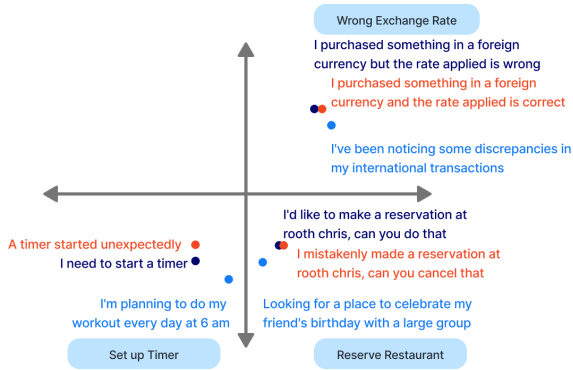 Wrong Exchange Rate
I purchased something in a foreign
currency but the rate applied is wrong
I purchased something in a foreign
currency and the rate applied is correct
I've been noticing some discrepancies in
my international transactions
I'd like to make a reservation at
rooth chris, can you do that
A timer started unexpectedly
I mistakenly made a reservation at
rooth chris, can you cancel that
I need to start a timer
I'm planning to do my
workout every day at 6 am
Looking for a place to celebrate my
friend's birthday with a large group
Set up Timer
Reserve Restaurant